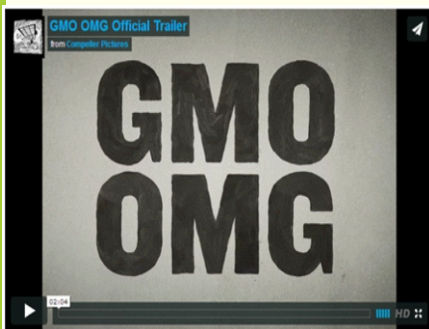 GMO OMG Official Trailer
from Compeller Pictures
GMO
OMG
02:04
HD